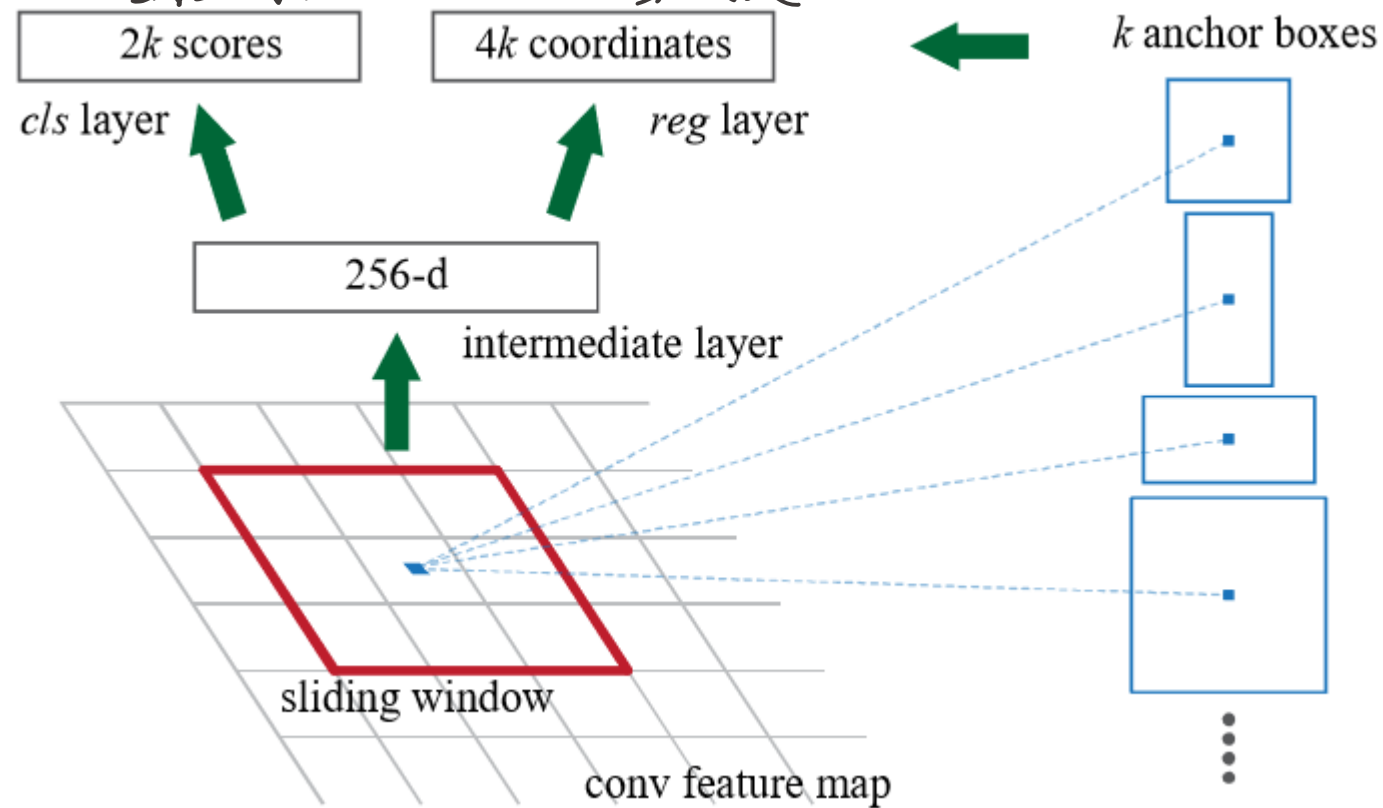 2k scores
4k coordinates
k anchor boxes
cls layer
reg layer
256-d
intermediate layer
sliding window
conv feature map